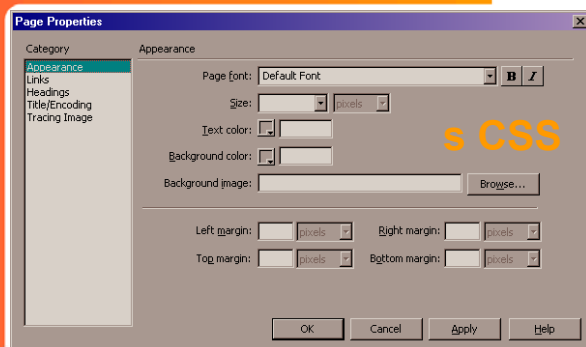 Page Properties
Category
Appearance
Links
Headings
Title/Encoding
Tracing Image
Appearance
Page font: Default Font B I
Size: pixels
Text color:
s CSS
Background color:
Background image: Browse...
Left margin: pixels Right margin: pixels
Top margin: pixels Bottom margin: pixels
OK Cancel Apply Help